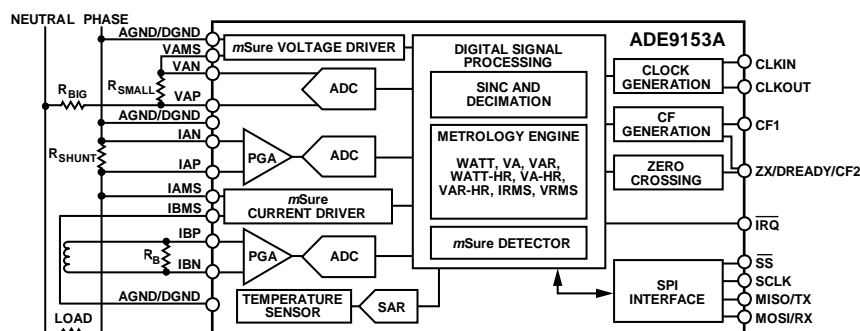 NEUTRAL PHASE
AGND/DGND
VAMS
VAN
VAP
AGND/DGND
IAN
IAP
IAMS
IBMS
IBP
IBN
AGND/DGND
RBIG
RSMALL
RSHUNT
RB
LOAD
mSure VOLTAGE DRIVER
ADC
PGA
ADC
mSure
CURRENT DRIVER
PGA
ADC
TEMPERATURE
SENSOR
SAR
DIGITAL SIGNAL
PROCESSING
SINC AND
DECIMATION
METROLOGY ENGINE
WATT, VA, VAR,
WATT-HR, VA-HR,
VAR-HR, IRMS, VRMS
mSure DETECTOR
ADE9153A
CLOCK
GENERATION
CF
GENERATION
ZERO
CROSSING
SPI
INTERFACE
CLKIN
CLKOUT
CF1
ZX/DREADY/CF2
IRQ
SS
SCLK
MISO/TX
MOSI/RX